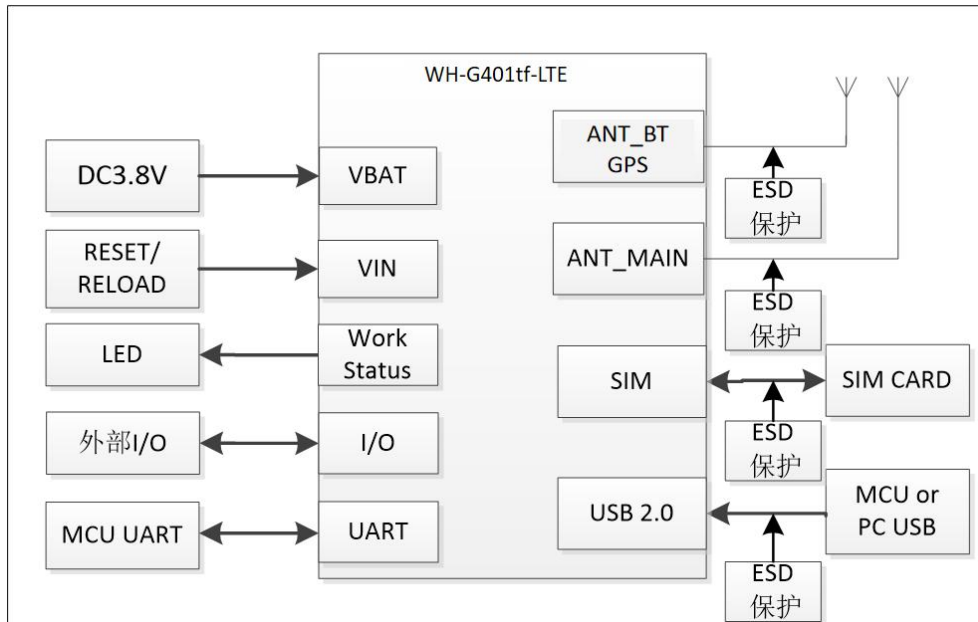 WH-G401tf-LTE
DC3.8V
VBAT
RESET/
RELOAD
VIN
LED
Work
Status
外部I/O
I/O
MCU UART
UART
ANT_BT
GPS
ESD
保护
ANT_MAIN
ESD
保护
SIM
SIM CARD
ESD
保护
USB 2.0
MCU or
PC USB
ESD
保护